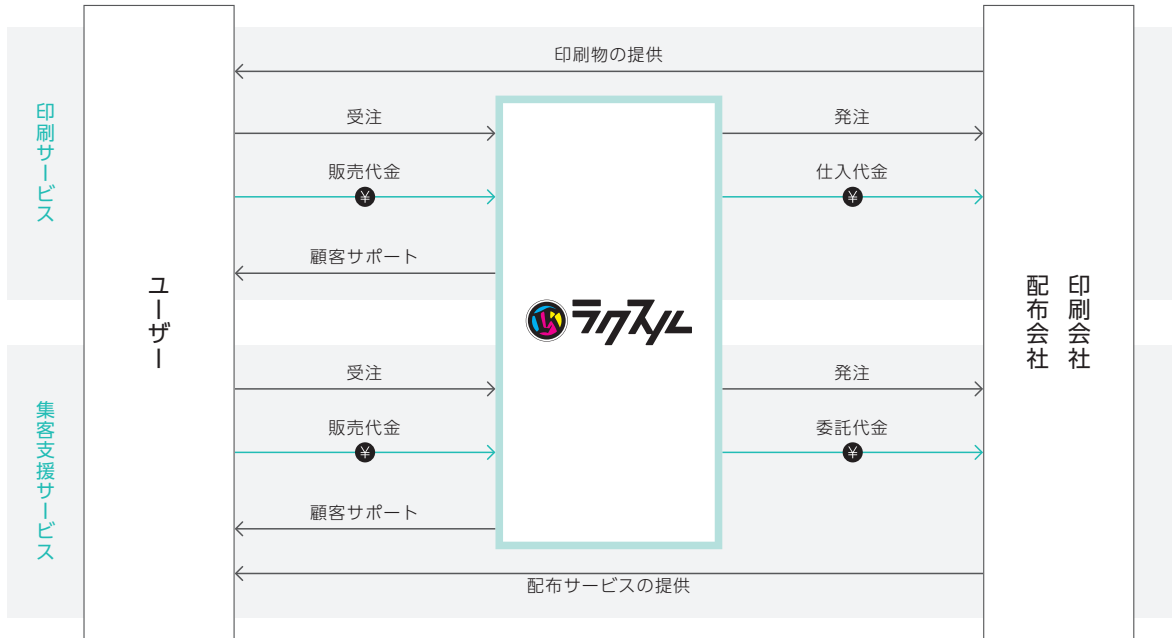 印刷サービス
集客支援サービス
ユーザー
印刷物の提供
受注
販売代金
¥
顧客サポート
発注
仕入代金
¥
ラクスル
受注
販売代金
¥
顧客サポート
発注
委託代金
¥
配布サービスの提供
印刷会社
配布会社